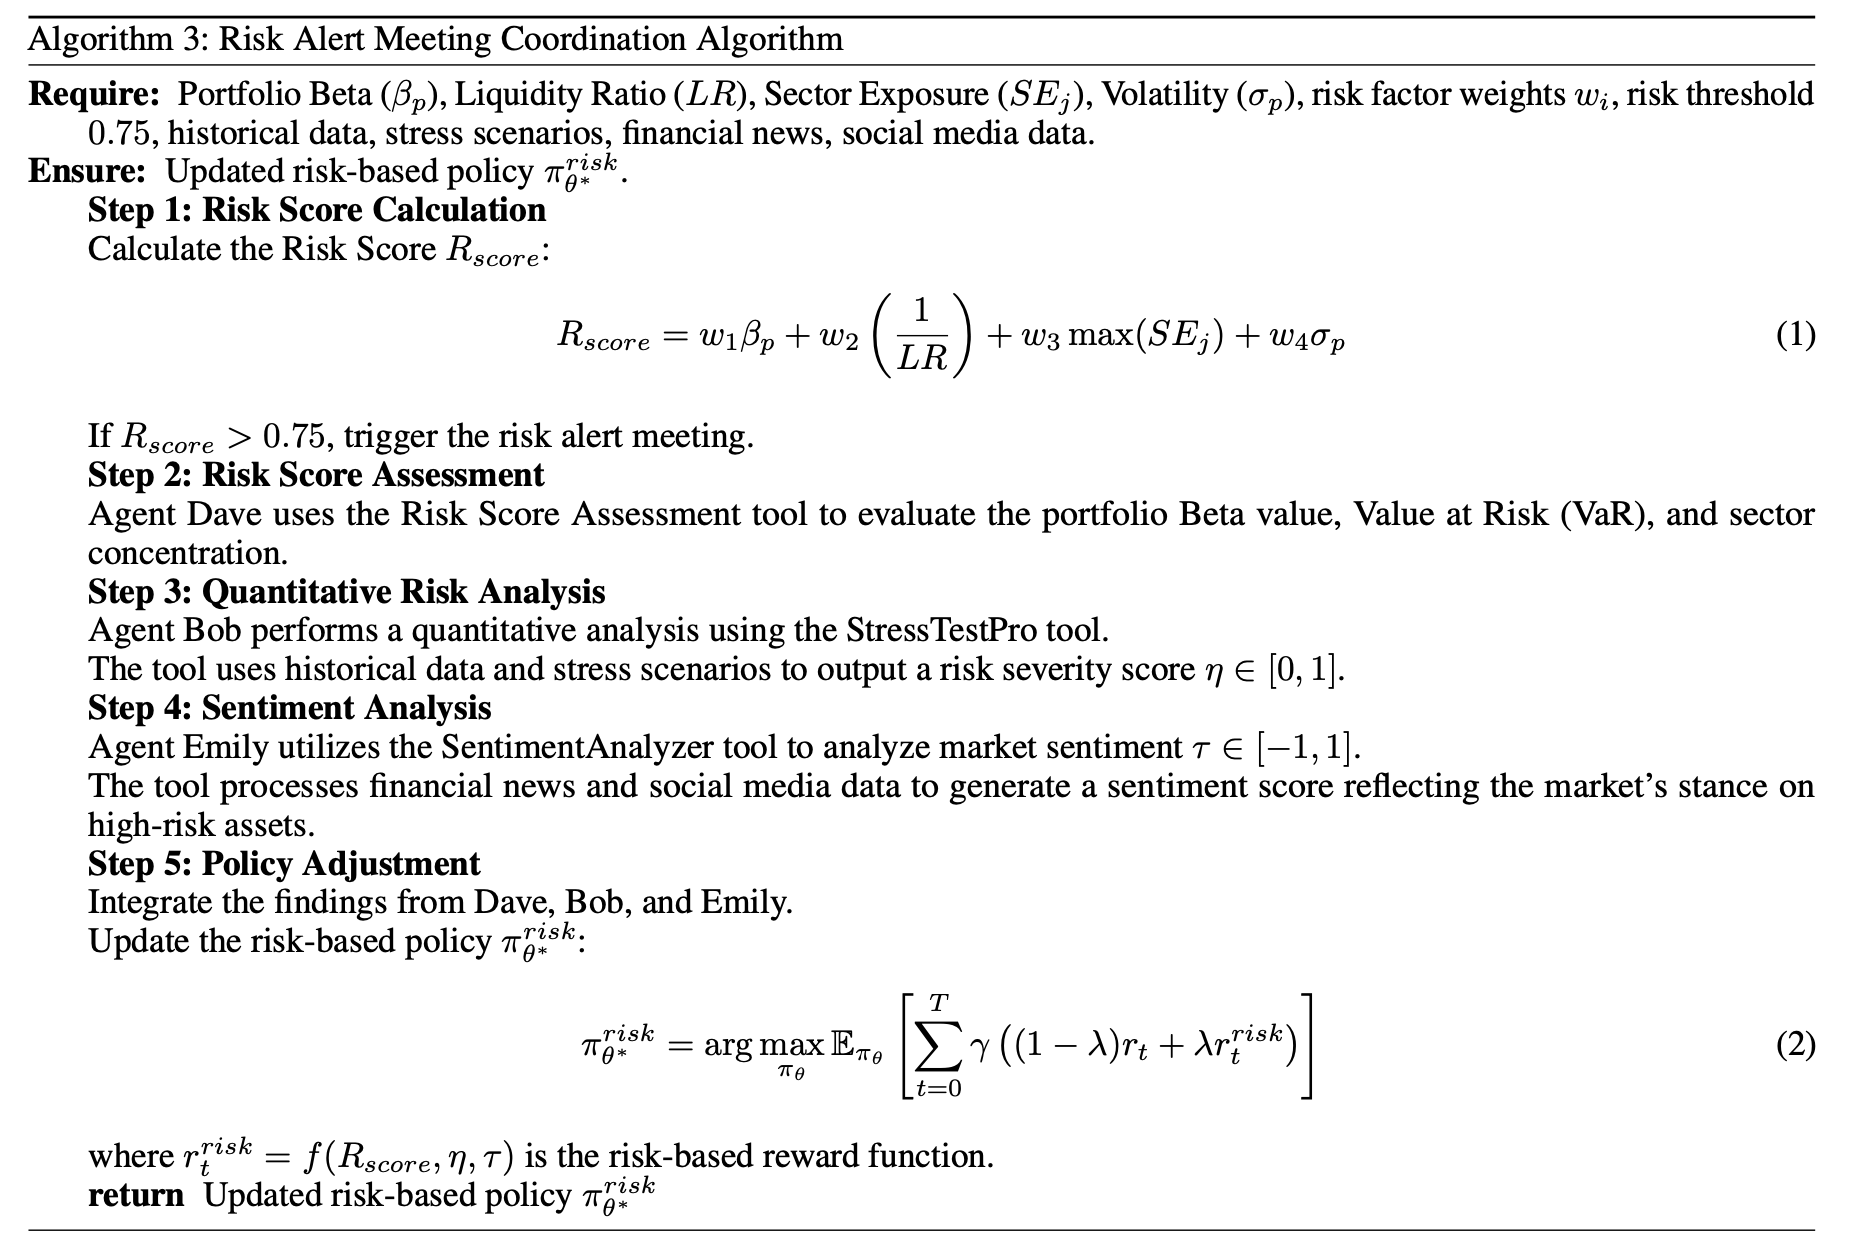 Algorithm 3: Risk Alert Meeting Coordination Algorithm
Require: Portfolio Beta (βₚ), Liquidity Ratio (LR), Sector Exposure (SEⱼ), Volatility (σₚ), risk factor weights wᵢ, risk threshold
0.75, historical data, stress scenarios, financial news, social media data.
Ensure: Updated risk-based policy $\pi_{\theta^*}^{risk}$.
Step 1: Risk Score Calculation
Calculate the Risk Score $R_{score}$:
$R_{score} = w_1\beta_p + w_2\left(\frac{1}{LR}\right) + w_3\max(SE_j) + w_4\sigma_p$ (1)
If $R_{score} > 0.75$, trigger the risk alert meeting.
Step 2: Risk Score Assessment
Agent Dave uses the Risk Score Assessment tool to evaluate the portfolio Beta value, Value at Risk (VaR), and sector
concentration.
Step 3: Quantitative Risk Analysis
Agent Bob performs a quantitative analysis using the StressTestPro tool.
The tool uses historical data and stress scenarios to output a risk severity score η ∈ [0, 1].
Step 4: Sentiment Analysis
Agent Emily utilizes the SentimentAnalyzer tool to analyze market sentiment τ ∈ [−1, 1].
The tool processes financial news and social media data to generate a sentiment score reflecting the market's stance on
high-risk assets.
Step 5: Policy Adjustment
Integrate the findings from Dave, Bob, and Emily.
Update the risk-based policy $\pi_{\theta^*}^{risk}$:
$\pi_{\theta^*}^{risk} = \arg\max_{\pi_\theta} \mathbb{E}_{\pi_\theta}\left[\sum_{t=0}^{T} \gamma\left((1-\lambda)r_t + \lambda r_t^{risk}\right)\right]$ (2)
where $r_t^{risk} = f(R_{score}, \eta, \tau)$ is the risk-based reward function.
return Updated risk-based policy $\pi_{\theta^*}^{risk}$